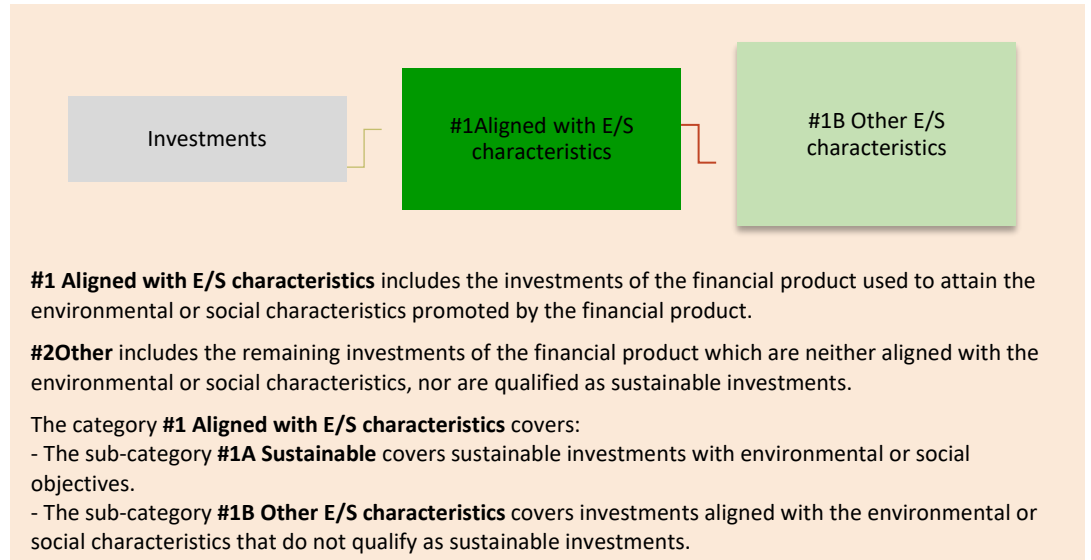 Investments
#1Aligned with E/S
characteristics
#1B Other E/S
characteristics
#1 Aligned with E/S characteristics includes the investments of the financial product used to attain the
environmental or social characteristics promoted by the financial product.
#2Other includes the remaining investments of the financial product which are neither aligned with the
environmental or social characteristics, nor are qualified as sustainable investments.
The category #1 Aligned with E/S characteristics covers:
- The sub-category #1A Sustainable covers sustainable investments with environmental or social
objectives.
- The sub-category #1B Other E/S characteristics covers investments aligned with the environmental or
social characteristics that do not qualify as sustainable investments.